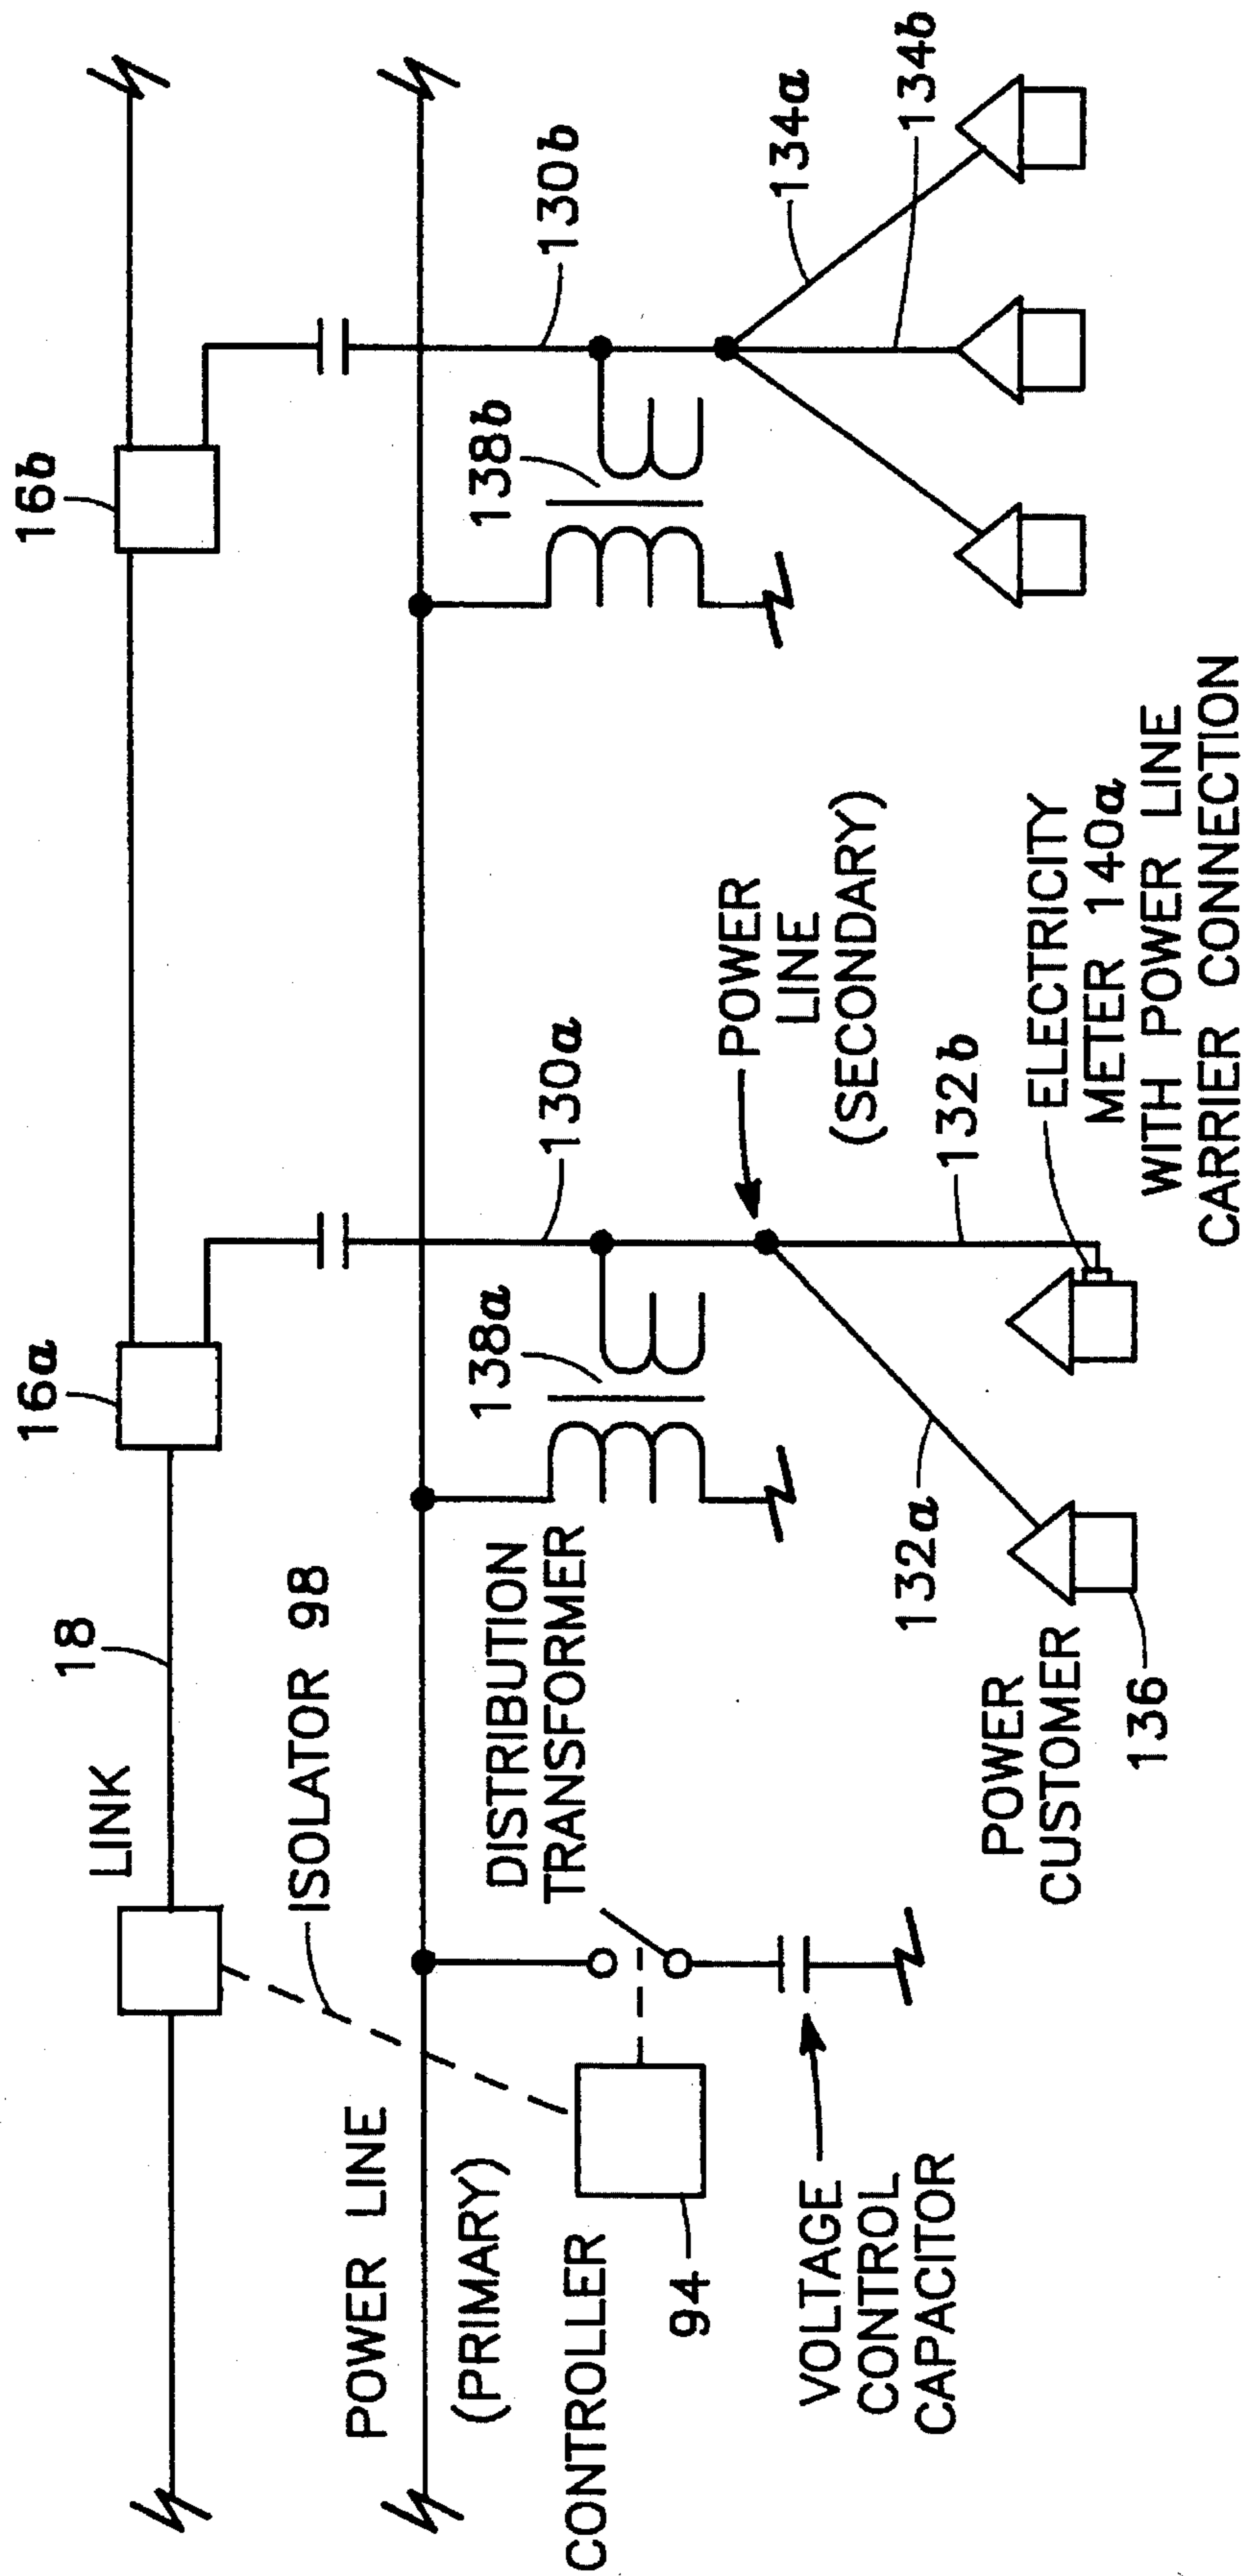 LINK
18
16a
16b
ISOLATOR 98
POWER LINE
(PRIMARY)
CONTROLLER
94
VOLTAGE
CONTROL
CAPACITOR
DISTRIBUTION
TRANSFORMER
138a
130a
138b
130b
POWER
LINE
(SECONDARY)
132a
132b
134a
134b
POWER
CUSTOMER
136
ELECTRICITY
METER 140a
WITH POWER LINE
CARRIER CONNECTION